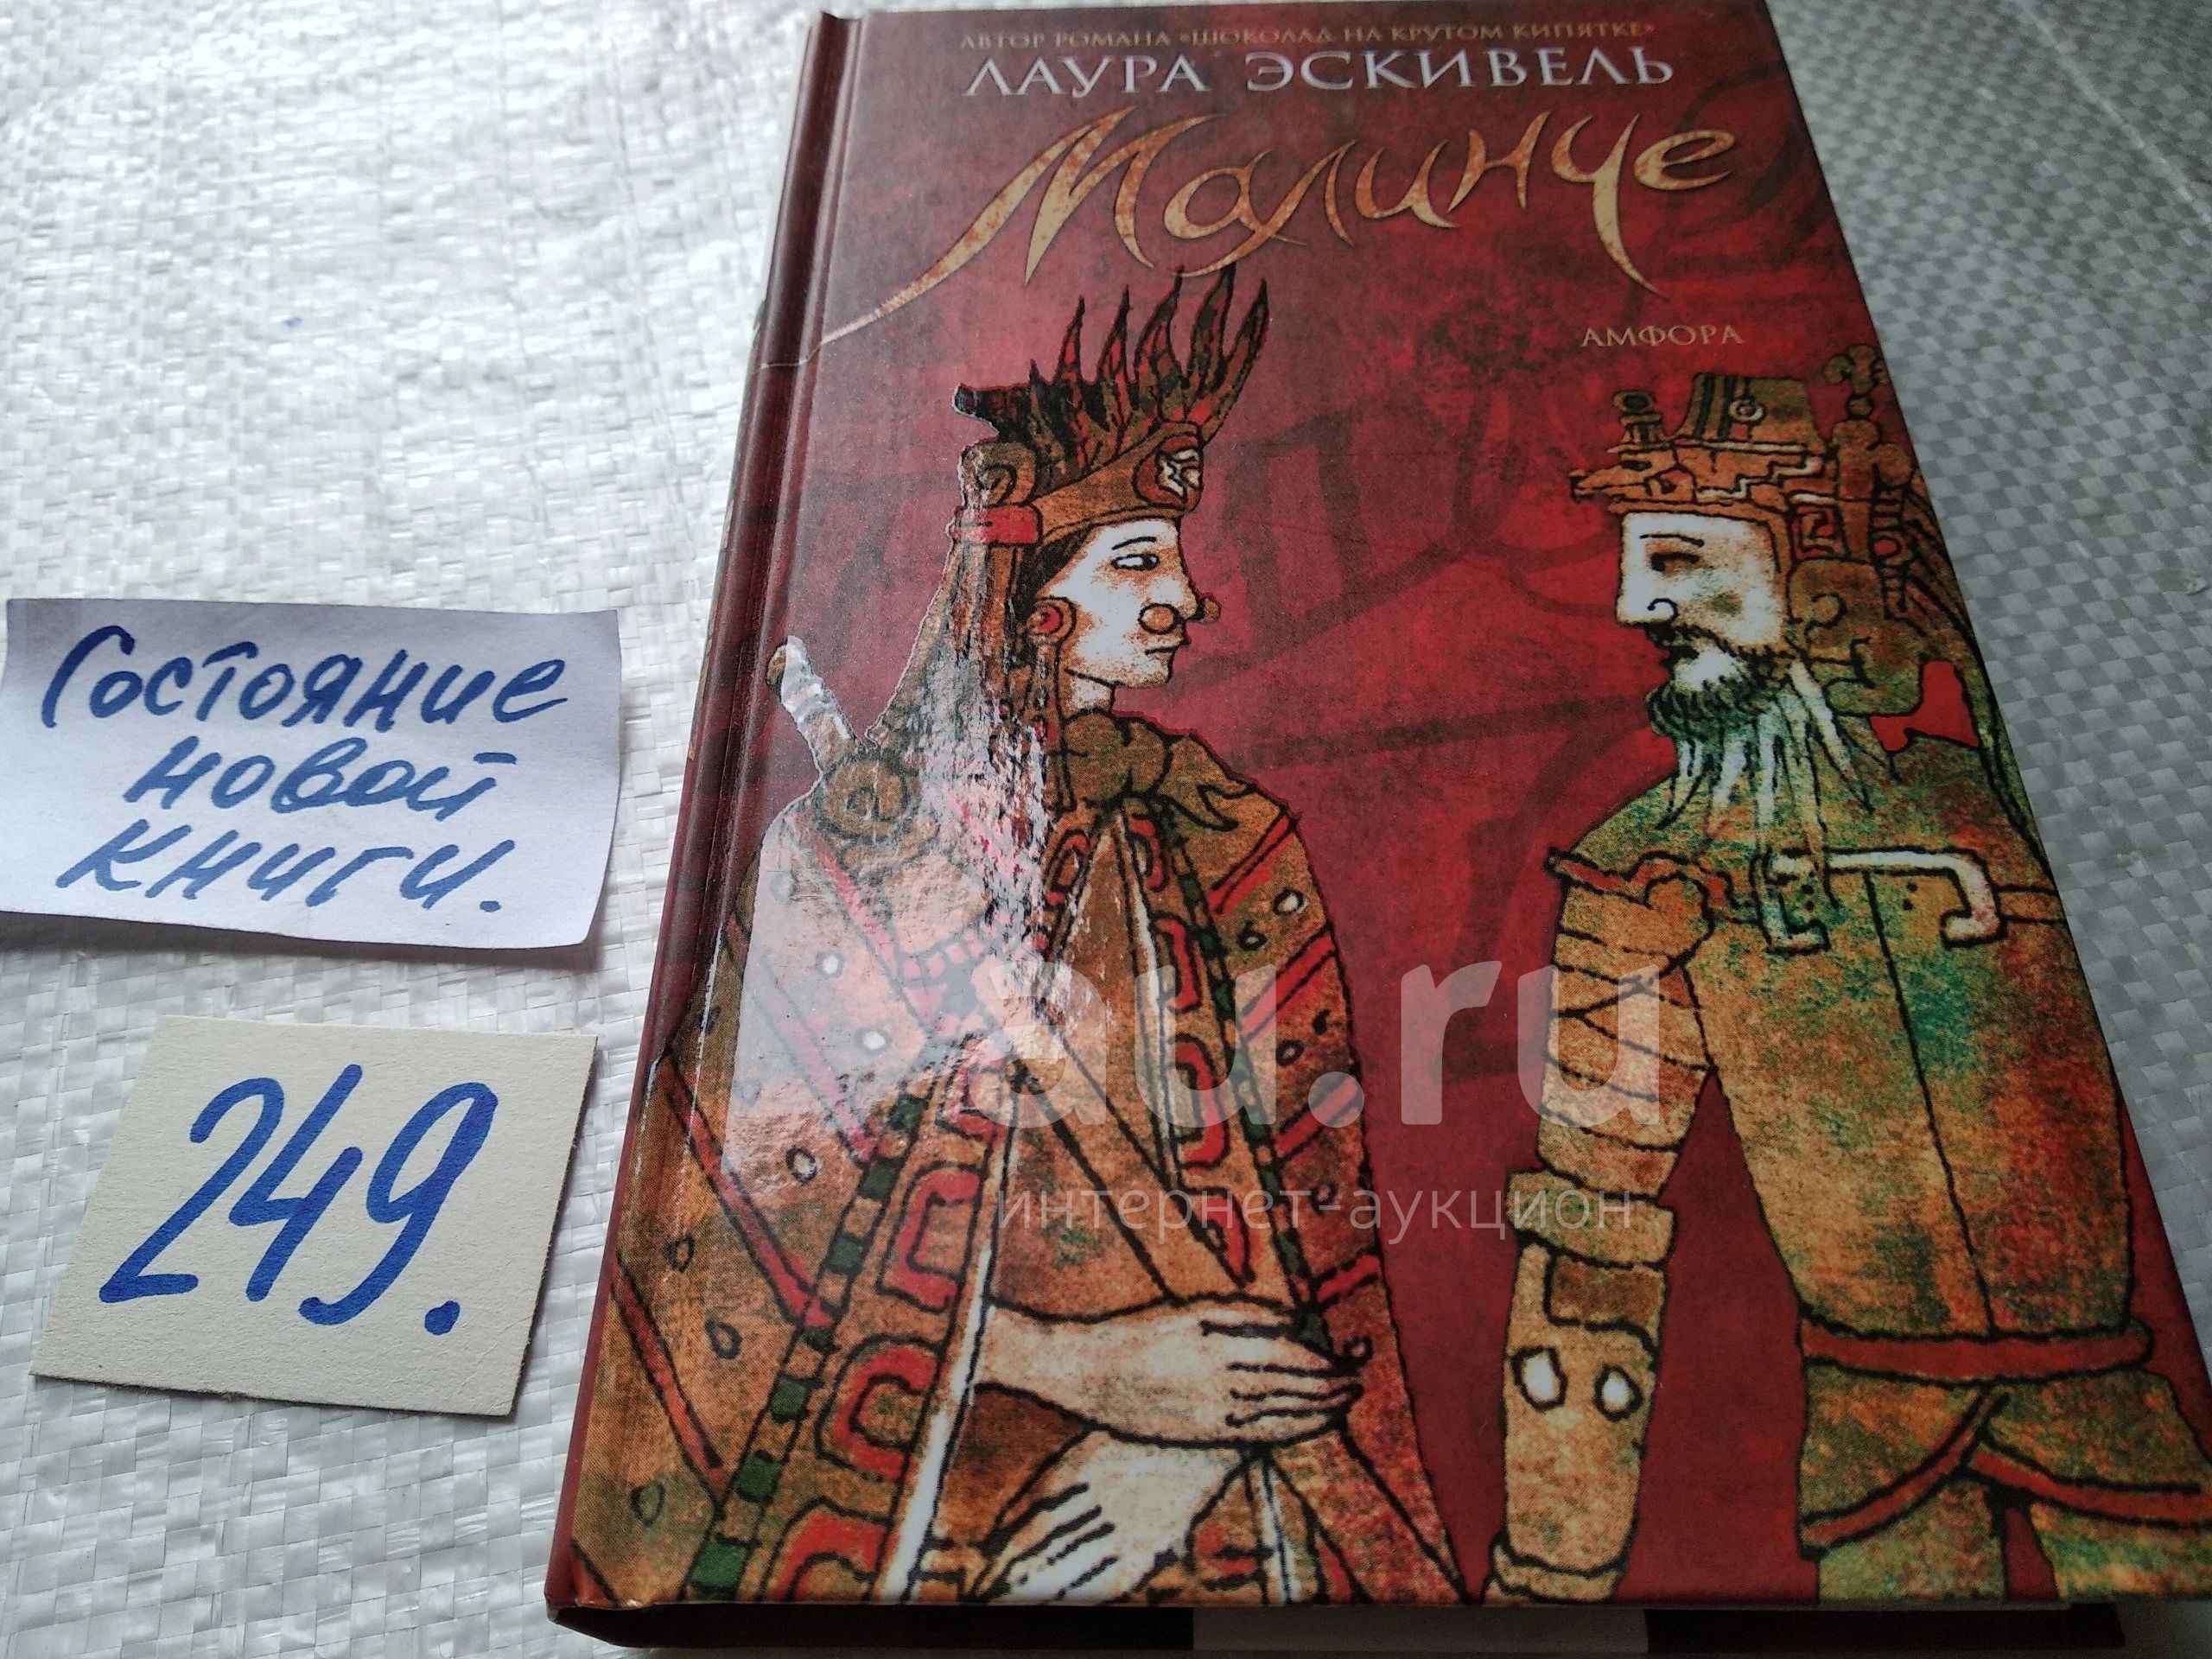 АВТОР РОМАНА «ШОКОЛАД НА КРУТОМ КИПЯТКЕ»
ЛАУРА ЭСКИВЕЛЬ
Малинче
АМФОРА
Состояние
новой
книги.
249.
au.ru
интернет-аукцион